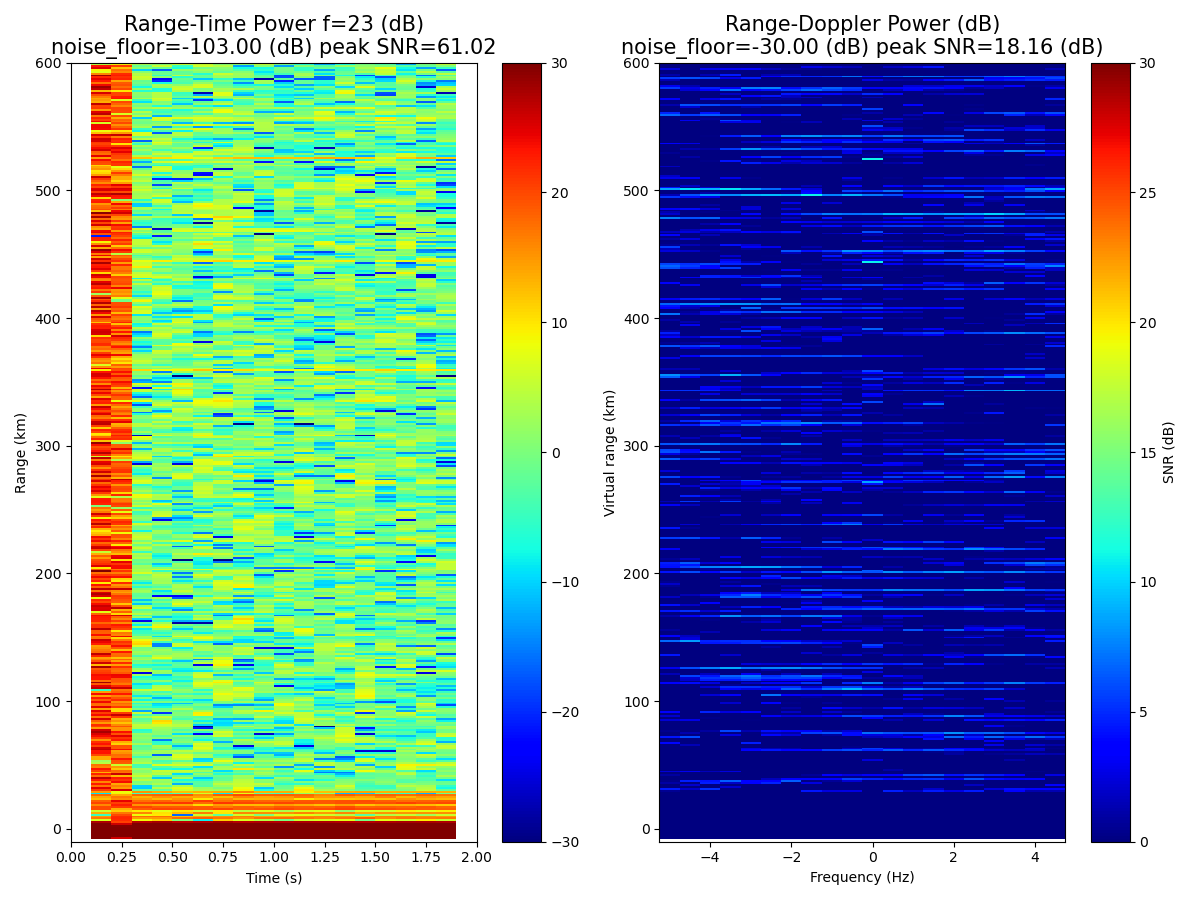 Range-Time Power f=23 (dB)
noise_floor=-103.00 (dB) peak SNR=61.02
Range (km)
600
500
400
300
200
100
0
0.00 0.25 0.50 0.75 1.00 1.25 1.50 1.75 2.00
Time (s)
30
20
10
0
−10
−20
−30
Range-Doppler Power (dB)
noise_floor=-30.00 (dB) peak SNR=18.16 (dB)
Virtual range (km)
600
500
400
300
200
100
0
−4 −2 0 2 4
Frequency (Hz)
30
25
20
15
10
5
0
SNR (dB)